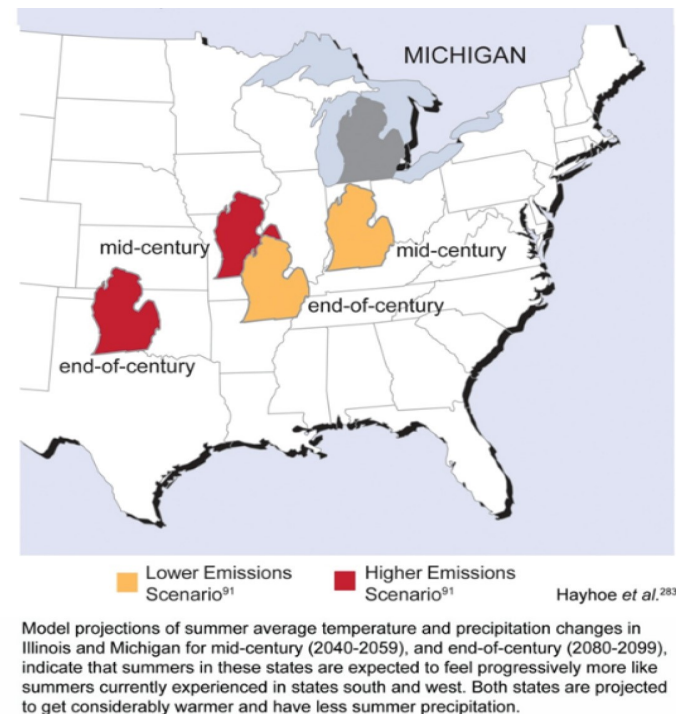 MICHIGAN
mid-century
mid-century
end-of-century
end-of-century
Lower Emissions
Scenario⁹¹
Higher Emissions
Scenario⁹¹
Hayhoe et al.²⁸³
Model projections of summer average temperature and precipitation changes in
Illinois and Michigan for mid-century (2040-2059), and end-of-century (2080-2099),
indicate that summers in these states are expected to feel progressively more like
summers currently experienced in states south and west. Both states are projected
to get considerably warmer and have less summer precipitation.